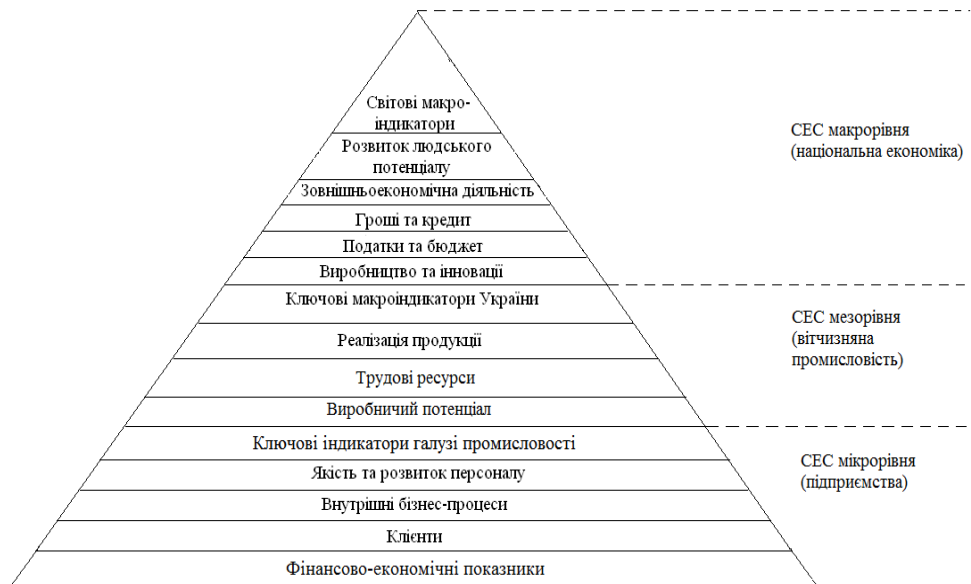 Світові макро-
індикатори
Розвиток людського
потенціалу
Зовнішньоекономічна діяльність
Гроші та кредит
Податки та бюджет
Виробництво та інновації
Ключові макроіндикатори України
Реалізація продукції
Трудові ресурси
Виробничий потенціал
Ключові індикатори галузі промисловості
Якість та розвиток персоналу
Внутрішні бізнес-процеси
Клієнти
Фінансово-економічні показники
СЕС макрорівня
(національна економіка)
СЕС мезорівня
(вітчизняна
промисловість)
СЕС мікрорівня
(підприємства)